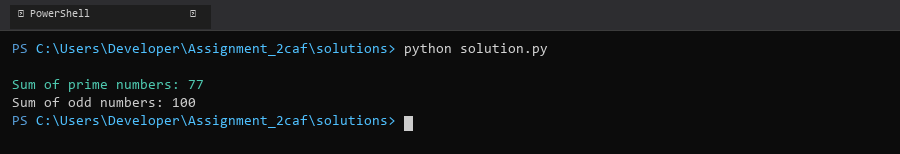 PowerShell
PS C:\Users\Developer\Assignment_2caf\solutions> python solution.py
Sum of prime numbers: 77
Sum of odd numbers: 100
PS C:\Users\Developer\Assignment_2caf\solutions>